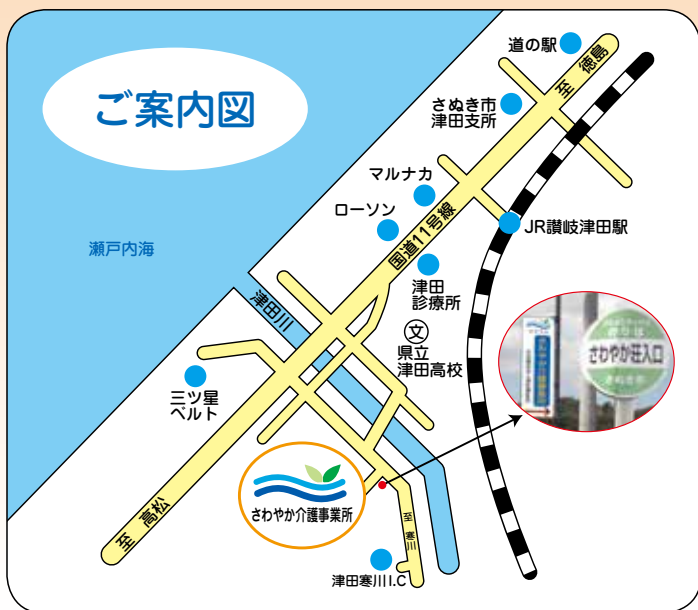 ご案内図
道の駅
至 徳島
さぬき市
津田支所
マルナカ
ローソン
国道11号線
JR讃岐津田駅
瀬戸内海
津田川
津田
診療所
文
県立
津田高校
さわやか荘入口
三ツ星
ベルト
さわやか介護事業所
至 高松
至 寒川
津田寒川I.C